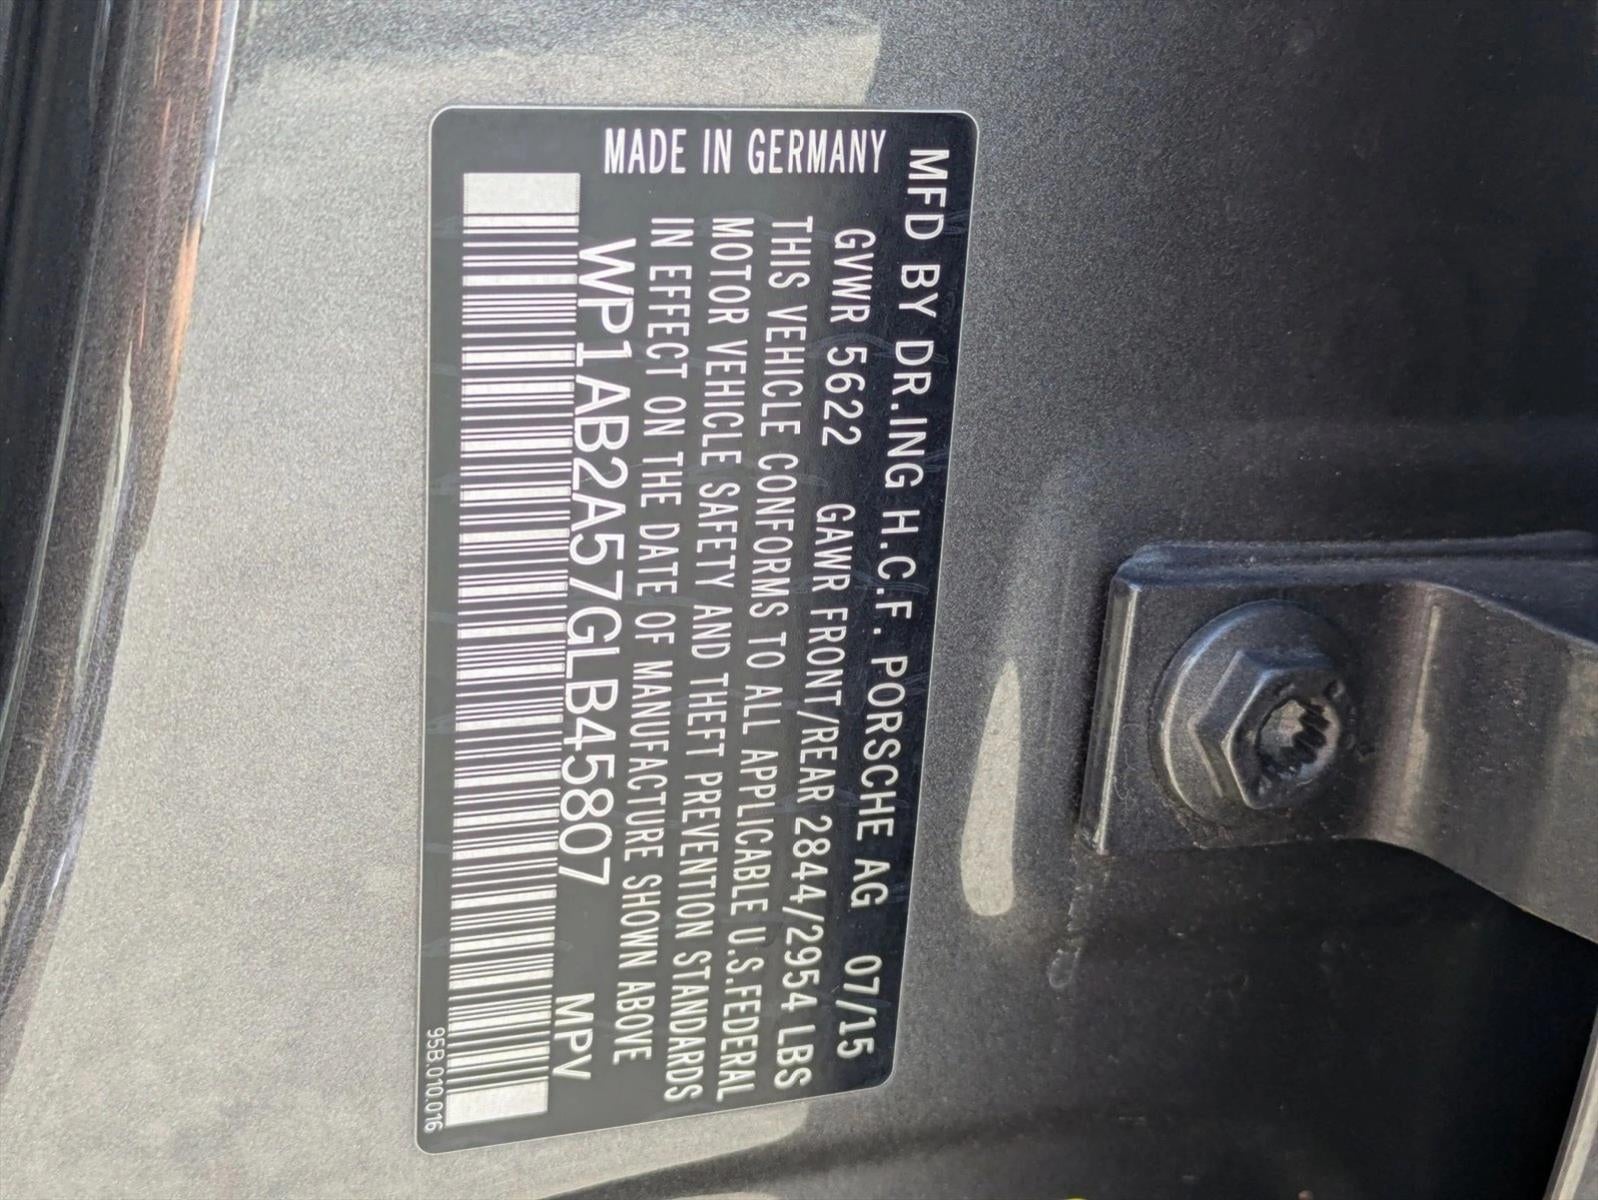 MFD BY DR.ING H.C.F. PORSCHE AG 07/15
GVWR 5622 GAWR FRONT/REAR 2844/2954 LBS
THIS VEHICLE CONFORMS TO ALL APPLICABLE U.S.FEDERAL
MOTOR VEHICLE SAFETY AND THEFT PREVENTION STANDARDS
IN EFFECT ON THE DATE OF MANUFACTURE SHOWN ABOVE
WP1AB2A57GLB45807 MPV
95B.010.016
MADE IN GERMANY